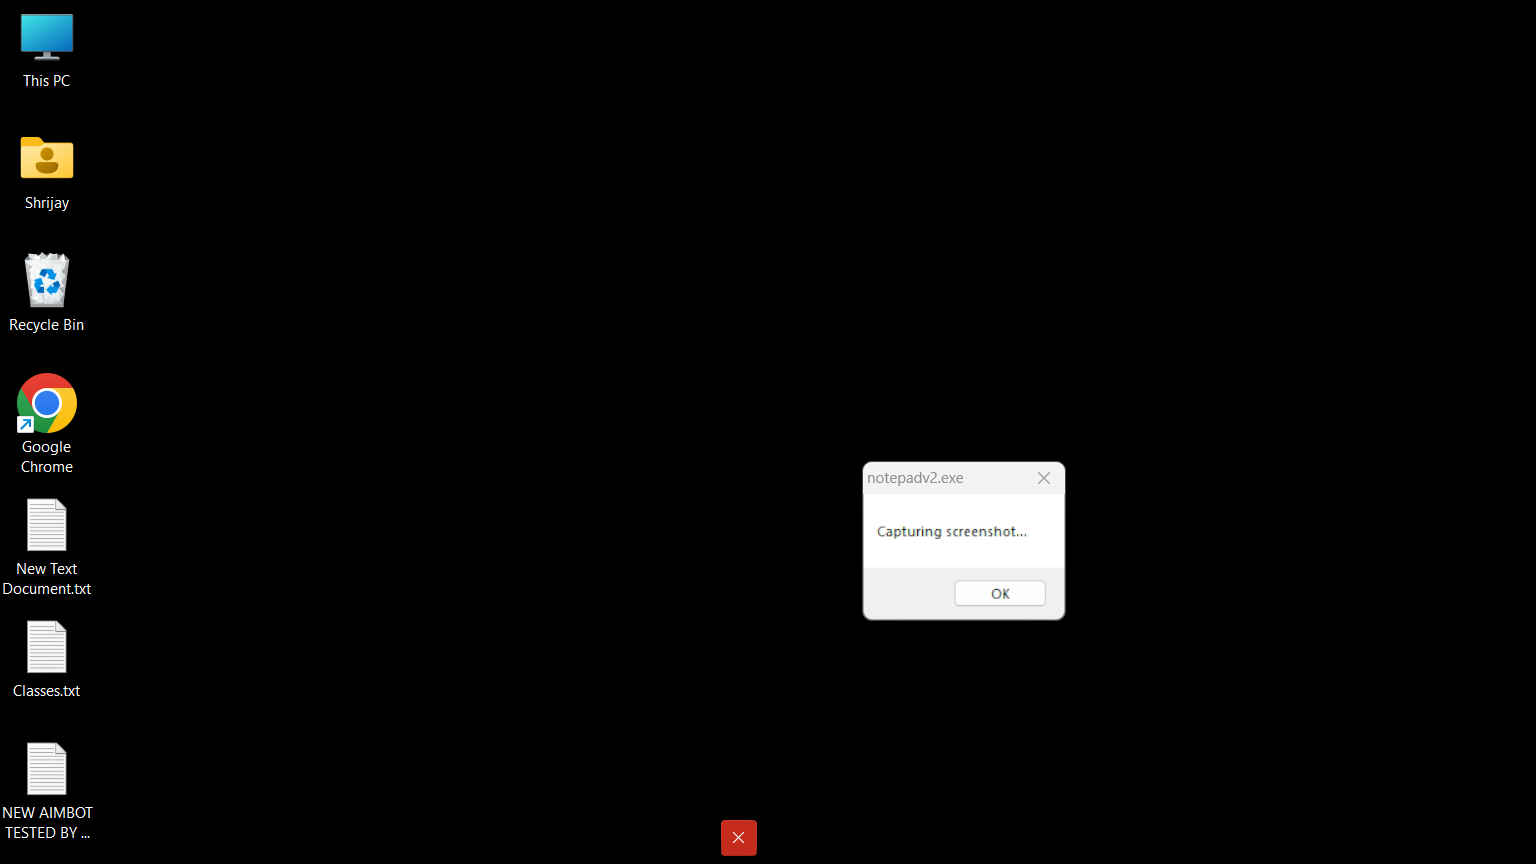 This PC
Shrijay
Recycle Bin
Google
Chrome
New Text
Document.txt
Classes.txt
NEW AIMBOT
TESTED BY ...
notepadv2.exe
Capturing screenshot...
OK